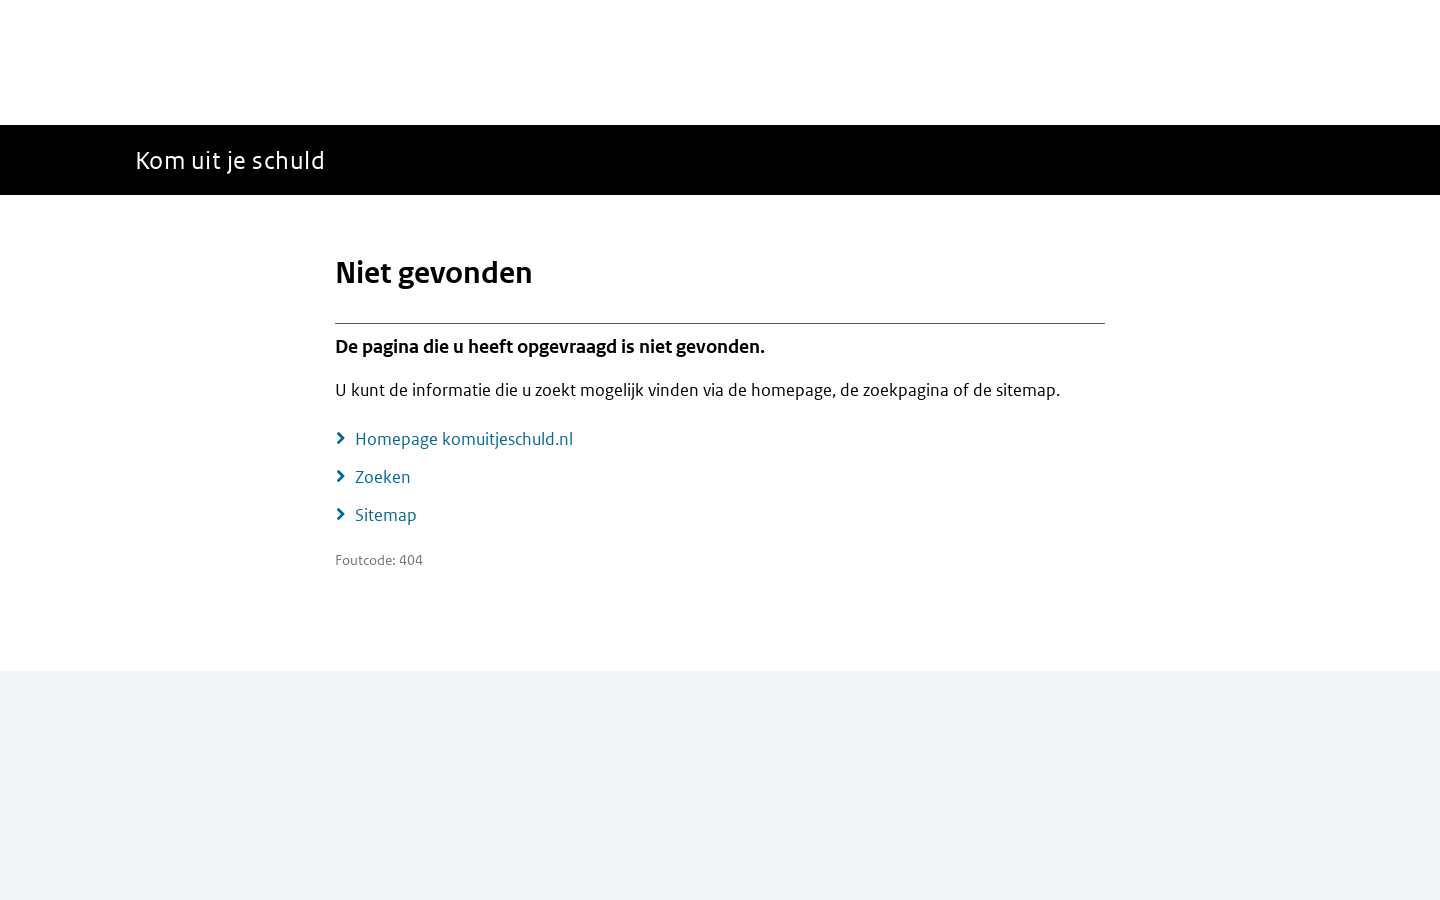 Kom uit je schuld
Niet gevonden
De pagina die u heeft opgevraagd is niet gevonden.
U kunt de informatie die u zoekt mogelijk vinden via de homepage, de zoekpagina of de sitemap.
Homepage komuitjeschuld.nl
Zoeken
Sitemap
Foutcode: 404